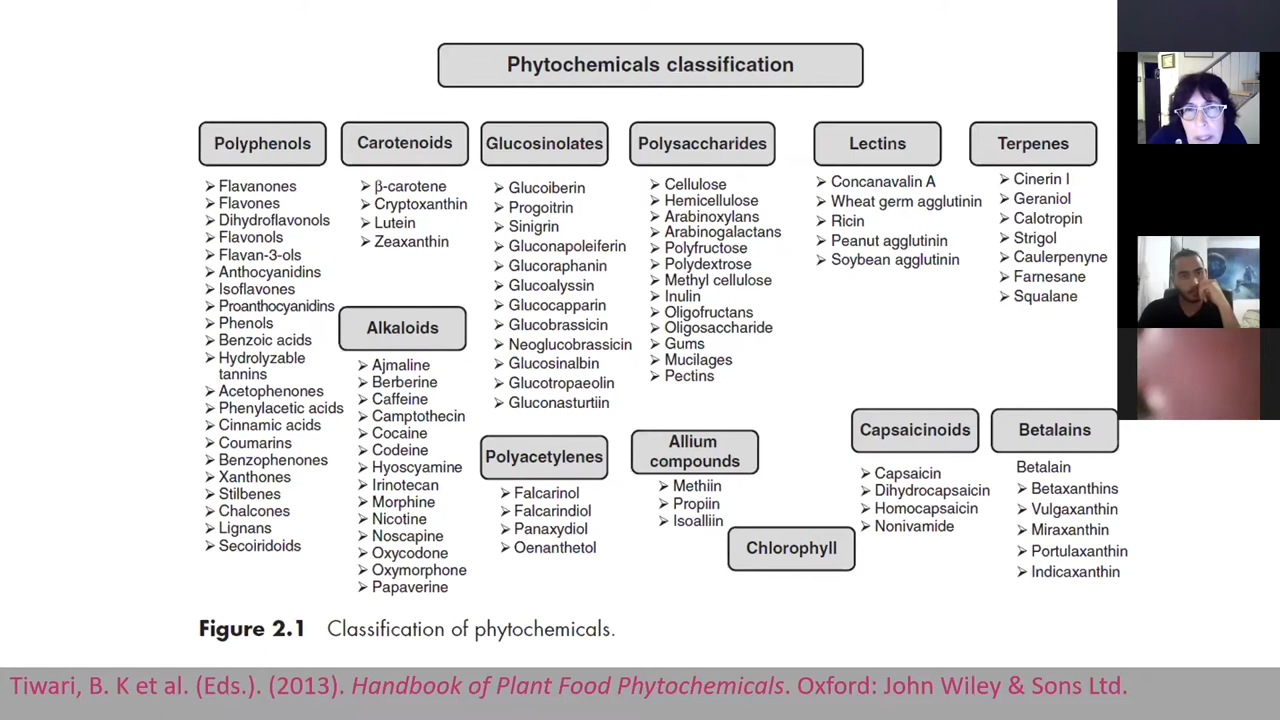 Phytochemicals classification
Polyphenols
➢ Flavanones
➢ Flavones
➢ Dihydroflavonols
➢ Flavonols
➢ Flavan-3-ols
➢ Anthocyanidins
➢ Isoflavones
➢ Proanthocyanidins
➢ Phenols
➢ Benzoic acids
➢ Hydrolyzable
tannins
➢ Acetophenones
➢ Phenylacetic acids
➢ Cinnamic acids
➢ Coumarins
➢ Benzophenones
➢ Xanthones
➢ Stilbenes
➢ Chalcones
➢ Lignans
➢ Secoiridoids
Carotenoids
➢ β-carotene
➢ Cryptoxanthin
➢ Lutein
➢ Zeaxanthin
Alkaloids
➢ Ajmaline
➢ Berberine
➢ Caffeine
➢ Camptothecin
➢ Cocaine
➢ Codeine
➢ Hyoscyamine
➢ Irinotecan
➢ Morphine
➢ Nicotine
➢ Noscapine
➢ Oxycodone
➢ Oxymorphone
➢ Papaverine
Glucosinolates
➢ Glucoiberin
➢ Progoitrin
➢ Sinigrin
➢ Gluconapoleiferin
➢ Glucoraphanin
➢ Glucoalyssin
➢ Glucocapparin
➢ Glucobrassicin
➢ Neoglucobrassicin
➢ Glucosinalbin
➢ Glucotropaeolin
➢ Gluconasturtiin
Polyacetylenes
➢ Falcarinol
➢ Falcarindiol
➢ Panaxydiol
➢ Oenanthetol
Polysaccharides
➢ Cellulose
➢ Hemicellulose
➢ Arabinoxylans
➢ Arabinogalactans
➢ Polyfructose
➢ Polydextrose
➢ Methyl cellulose
➢ Inulin
➢ Oligofructans
➢ Oligosaccharide
➢ Gums
➢ Mucilages
➢ Pectins
Allium
compounds
➢ Methiin
➢ Propiin
➢ Isoalliin
Chlorophyll
Lectins
➢ Concanavalin A
➢ Wheat germ agglutinin
➢ Ricin
➢ Peanut agglutinin
➢ Soybean agglutinin
Capsaicinoids
➢ Capsaicin
➢ Dihydrocapsaicin
➢ Homocapsaicin
➢ Nonivamide
Terpenes
➢ Cinerin I
➢ Geraniol
➢ Calotropin
➢ Strigol
➢ Caulerpenyne
➢ Farnesane
➢ Squalane
Betalains
Betalain
➢ Betaxanthins
➢ Vulgaxanthin
➢ Miraxanthin
➢ Portulaxanthin
➢ Indicaxanthin
Figure 2.1 Classification of phytochemicals.
Tiwari, B. K et al. (Eds.). (2013). Handbook of Plant Food Phytochemicals. Oxford: John Wiley & Sons Ltd.